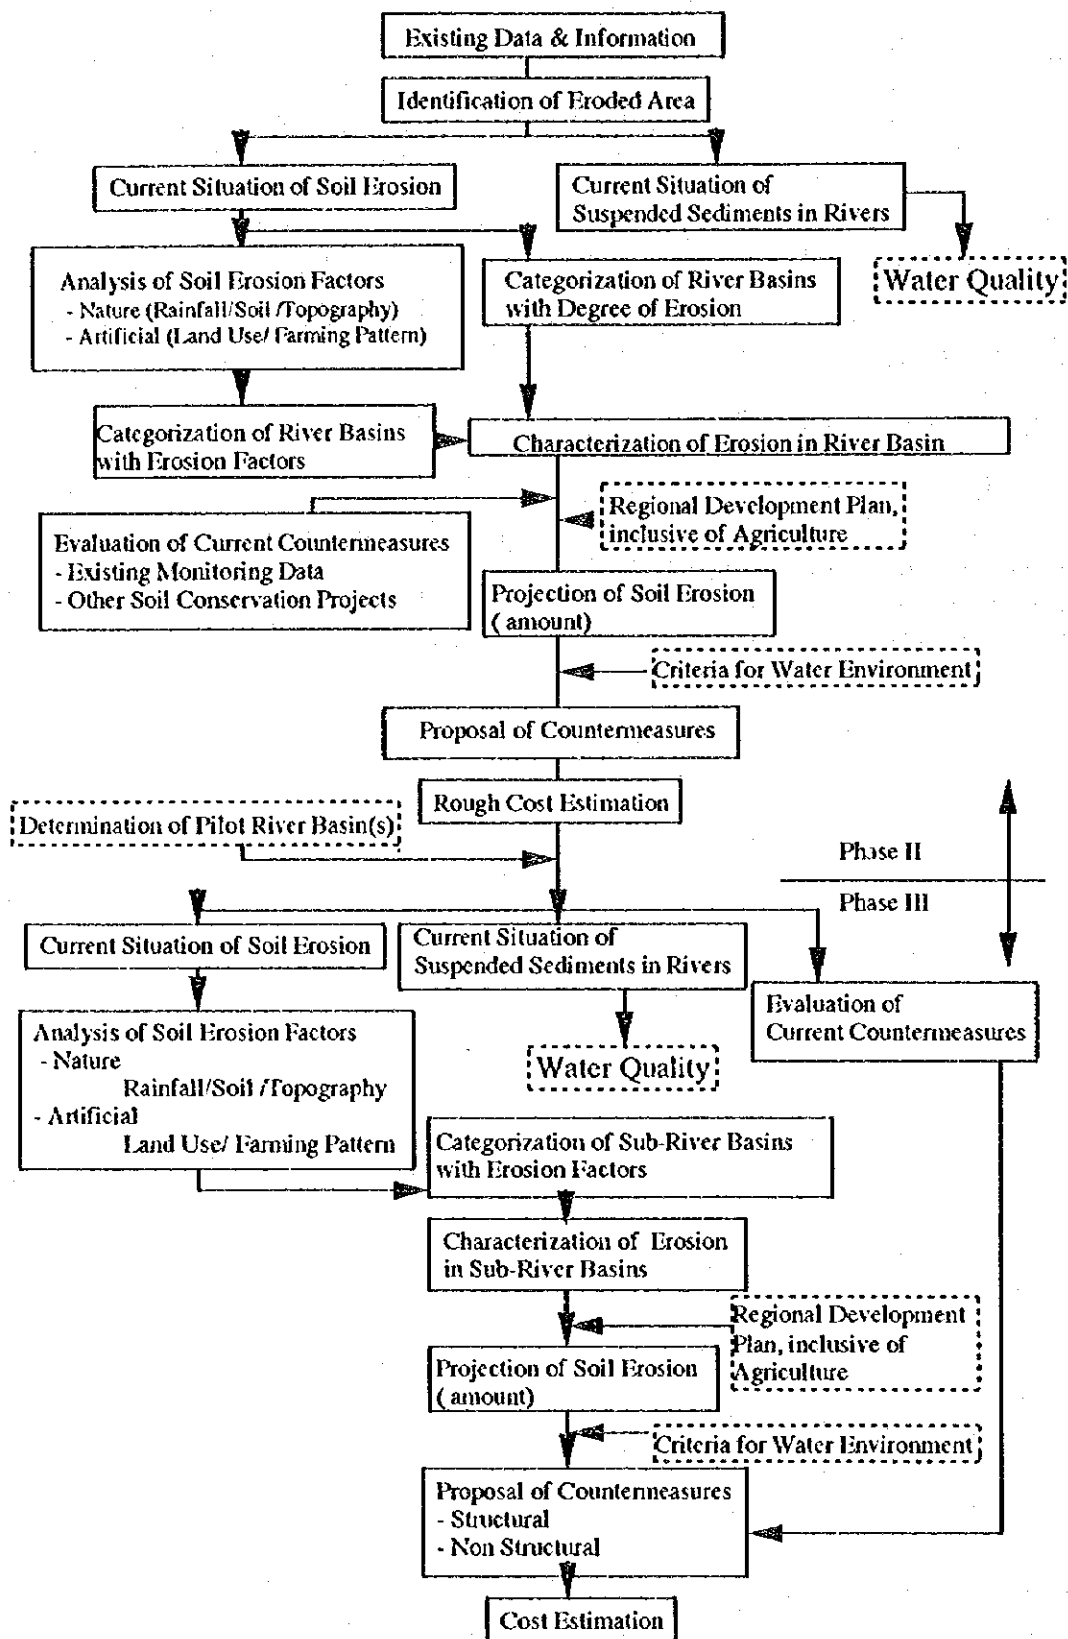 Existing Data & Information
Identification of Eroded Area
Current Situation of Soil Erosion
Current Situation of
Suspended Sediments in Rivers
Analysis of Soil Erosion Factors
- Nature (Rainfall/Soil /Topography)
- Artificial (Land Use/ Farming Pattern)
Categorization of River Basins
with Degree of Erosion
Water Quality
Categorization of River Basins
with Erosion Factors
Characterization of Erosion in River Basin
Regional Development Plan,
inclusive of Agriculture
Evaluation of Current Countermeasures
- Existing Monitoring Data
- Other Soil Conservation Projects
Projection of Soil Erosion
( amount)
Criteria for Water Environment
Proposal of Countermeasures
Rough Cost Estimation
Determination of Pilot River Basin(s)
Phase II
Phase III
Current Situation of Soil Erosion
Current Situation of
Suspended Sediments in Rivers
Evaluation of
Current Countermeasures
Analysis of Soil Erosion Factors
- Nature
Rainfall/Soil /Topography
- Artificial
Land Use/ Farming Pattern
Water Quality
Categorization of Sub-River Basins
with Erosion Factors
Characterization of Erosion
in Sub-River Basins
Regional Development
Plan, inclusive of
Agriculture
Projection of Soil Erosion
( amount)
Criteria for Water Environment
Proposal of Countermeasures
- Structural
- Non Structural
Cost Estimation